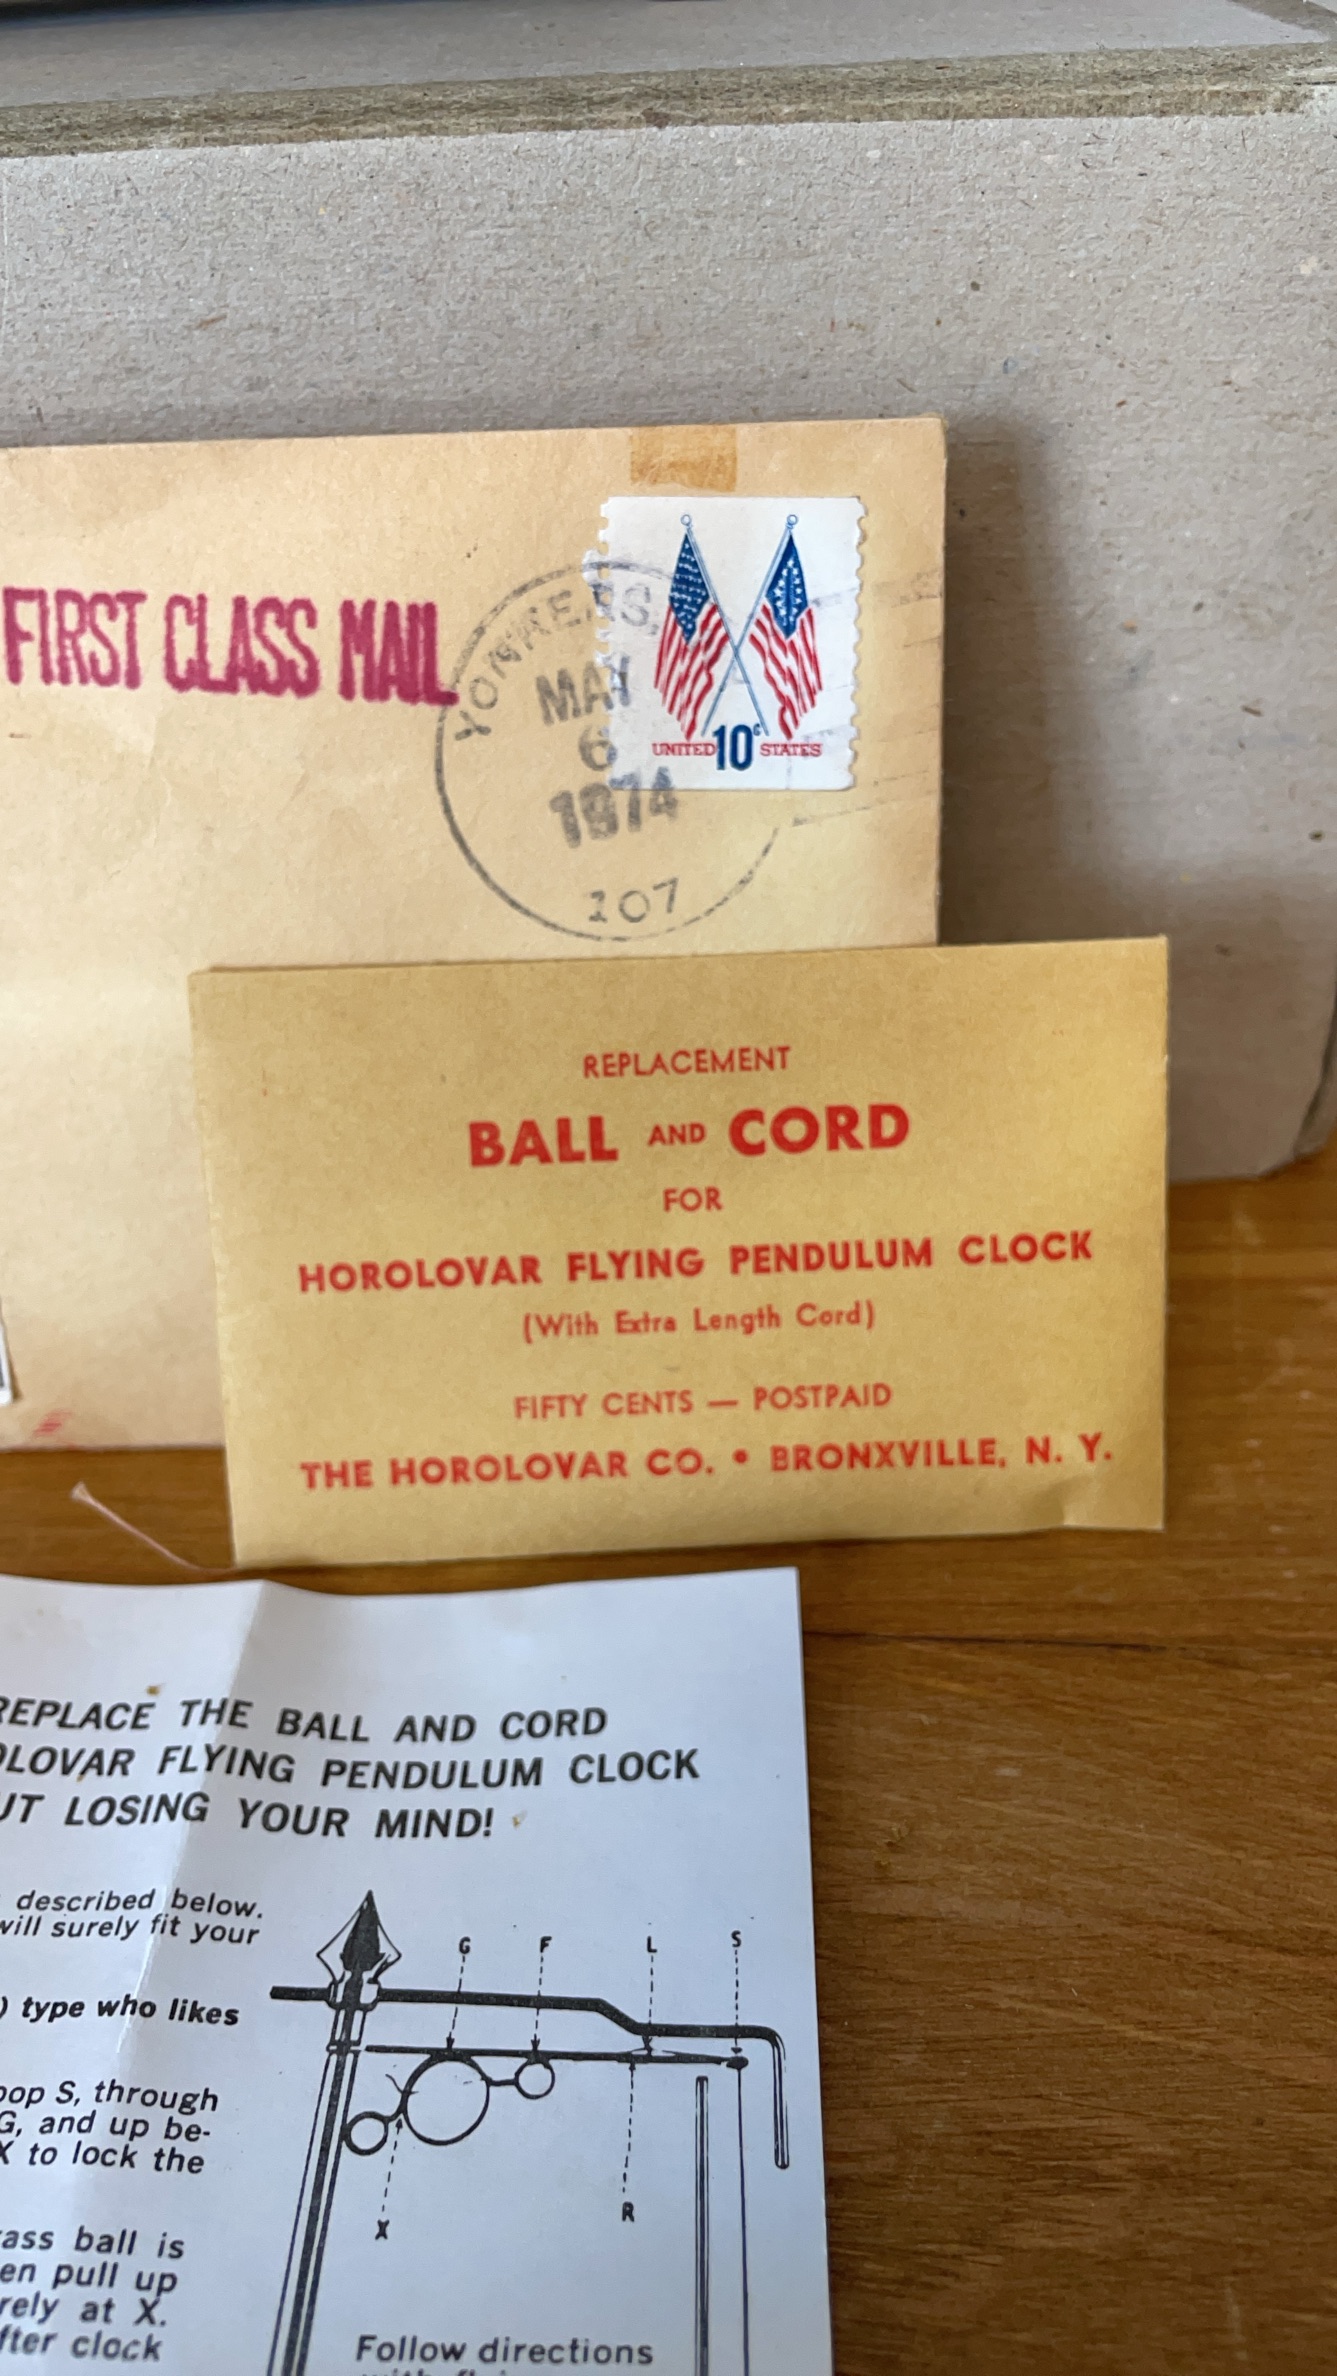 FIRST CLASS MAIL
YONKERS,
MAY
6
1974
107
UNITED 10c STATES
REPLACEMENT
BALL AND CORD
FOR
HOROLOVAR FLYING PENDULUM CLOCK
(With Extra Length Cord)
FIFTY CENTS — POSTPAID
THE HOROLOVAR CO. • BRONXVILLE, N. Y.
REPLACE THE BALL AND CORD
OLOVAR FLYING PENDULUM CLOCK
UT LOSING YOUR MIND!
described below.
will surely fit your
) type who likes
oop S, through
G, and up be-
X to lock the
ass ball is
en pull up
rely at X.
fter clock
G F L S
X
R
Follow directions